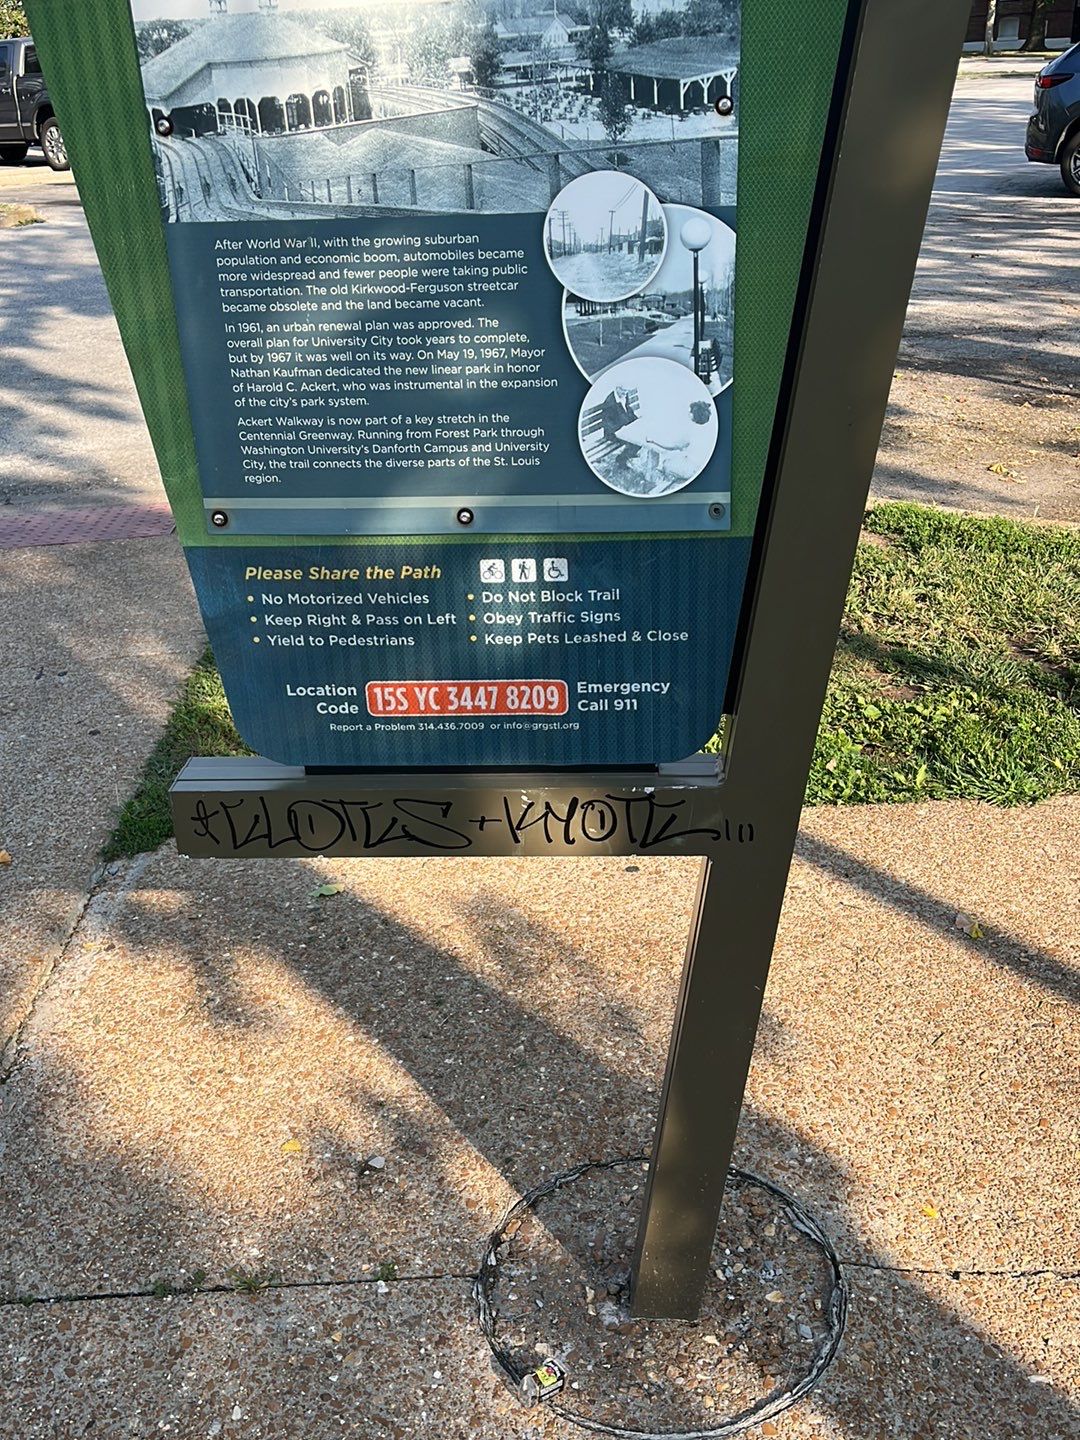 After World War II, with the growing suburban
population and economic boom, automobiles became
more widespread and fewer people were taking public
transportation. The old Kirkwood-Ferguson streetcar
became obsolete and the land became vacant.
In 1961, an urban renewal plan was approved. The
overall plan for University City took years to complete,
but by 1967 it was well on its way. On May 19, 1967, Mayor
Nathan Kaufman dedicated the new linear park in honor
of Harold C. Ackert, who was instrumental in the expansion
of the city's park system.
Ackert Walkway is now part of a key stretch in the
Centennial Greenway. Running from Forest Park through
Washington University's Danforth Campus and University
City, the trail connects the diverse parts of the St. Louis
region.
Please Share the Path
• No Motorized Vehicles
• Keep Right & Pass on Left
• Yield to Pedestrians
• Do Not Block Trail
• Obey Traffic Signs
• Keep Pets Leashed & Close
Location
Code
15S YC 3447 8209
Emergency
Call 911
Report a Problem 314.436.7009 or info@grgstl.org